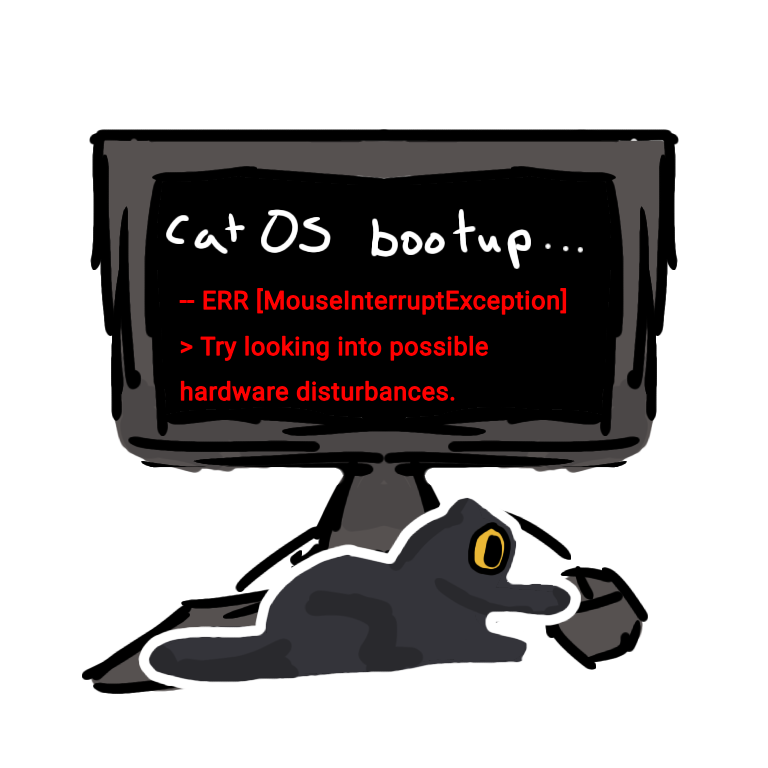 cat OS bootup...
-- ERR [MouseInterruptException]
> Try looking into possible
hardware disturbances.